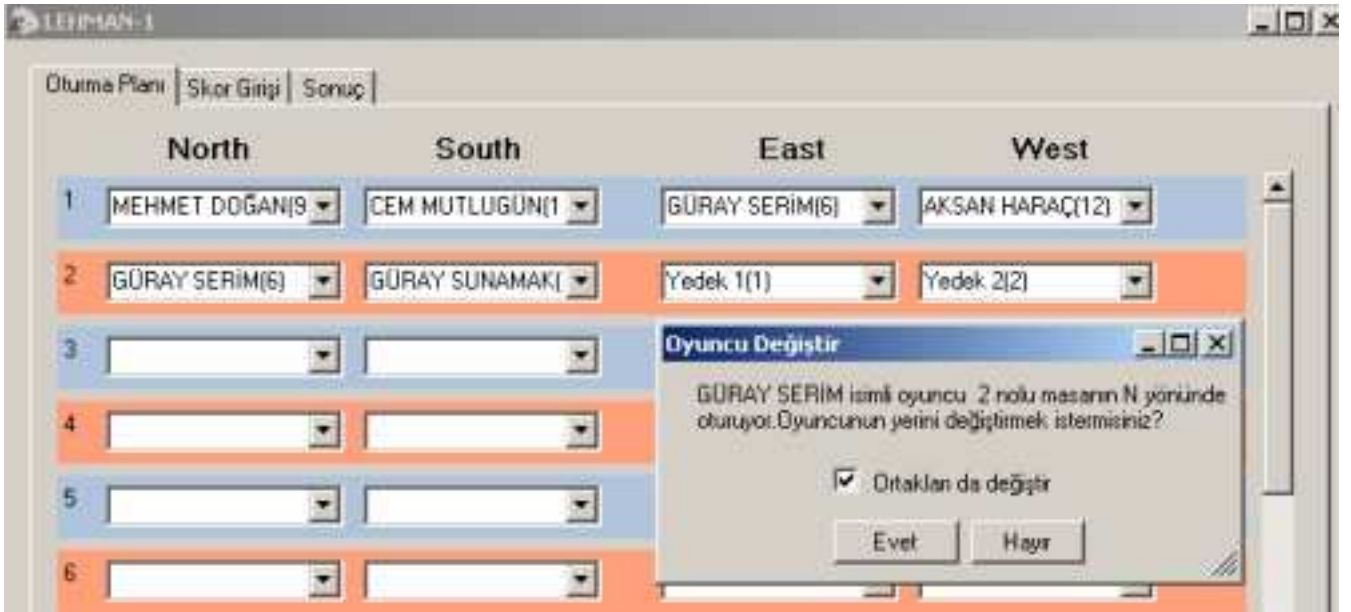 LEHMAN-1
Oturma Planı Skor Girişi Sonuç
North South East West
1 MEHMET DOĞAN(9 CEM MUTLUGÜN(1 GÜRAY SERİM(6) AKSAN HARAÇ(12)
2 GÜRAY SERİM(6) GÜRAY SUNAMAK( Yedek 1(1) Yedek 2(2)
3
Oyuncu Değiştir
GÜRAY SERİM isimli oyuncu 2 nolu masanın N yönünde
oturuyor.Oyuncunun yerini değiştirmek istermisiniz?
4
Ortakları da değiştir
5
Evet Hayır
6